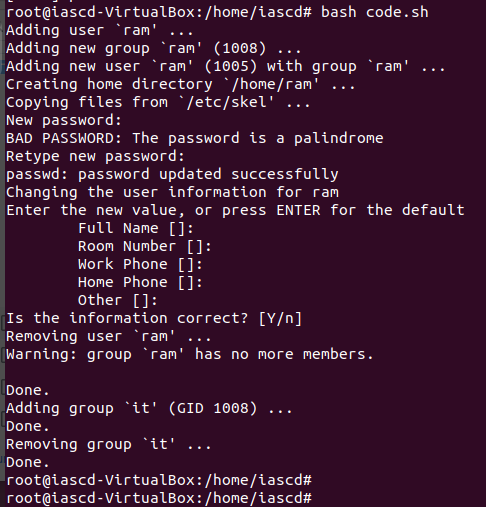 root@iascd-VirtualBox:/home/iascd# bash code.sh
Adding user `ram' ...
Adding new group `ram' (1008) ...
Adding new user `ram' (1005) with group `ram' ...
Creating home directory `/home/ram' ...
Copying files from `/etc/skel' ...
New password:
BAD PASSWORD: The password is a palindrome
Retype new password:
passwd: password updated successfully
Changing the user information for ram
Enter the new value, or press ENTER for the default
        Full Name []:
        Room Number []:
        Work Phone []:
        Home Phone []:
        Other []:
Is the information correct? [Y/n]
Removing user `ram' ...
Warning: group `ram' has no more members.

Done.
Adding group `it' (GID 1008) ...
Done.
Removing group `it' ...
Done.
root@iascd-VirtualBox:/home/iascd#
root@iascd-VirtualBox:/home/iascd#